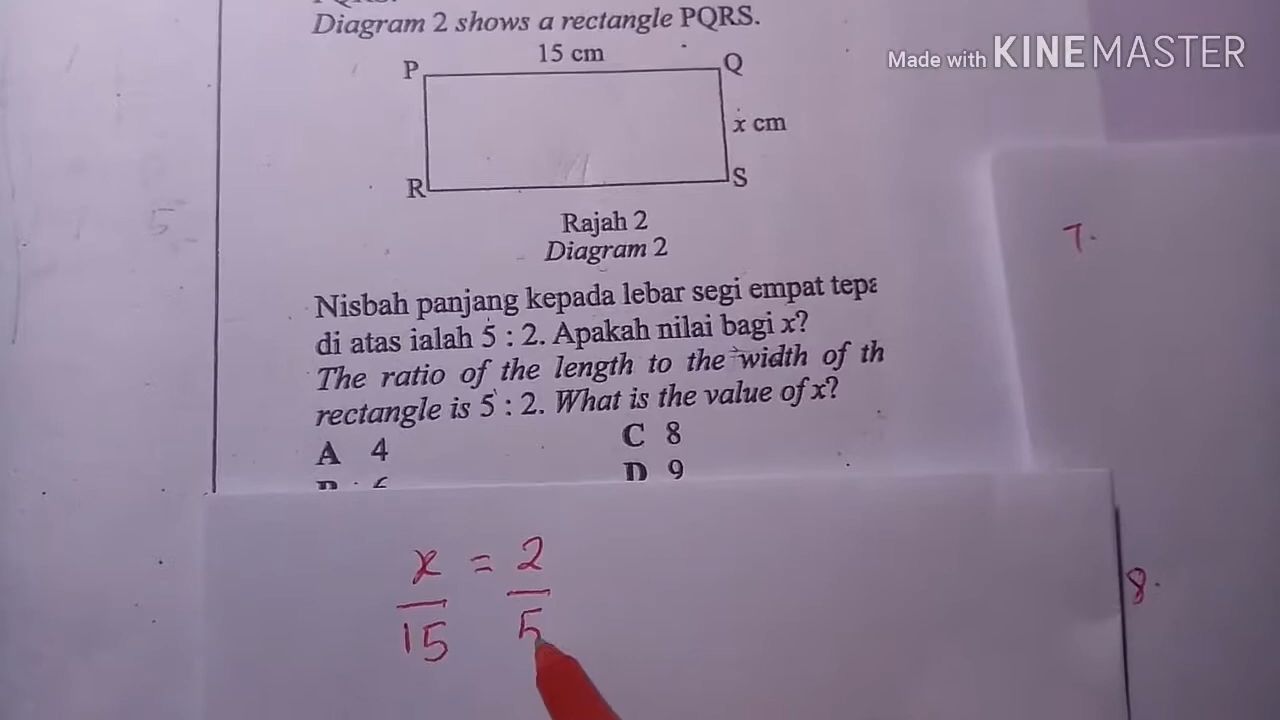 Diagram 2 shows a rectangle PQRS.
Made with KINEMASTER
15 cm
P
Q
x cm
R
S
Rajah 2
Diagram 2
7.
Nisbah panjang kepada lebar segi empat tepa
di atas ialah 5 : 2. Apakah nilai bagi x?
The ratio of the length to the width of th
rectangle is 5 : 2. What is the value of x?
A 4
C 8
D 9
x = 2
15 5
8.